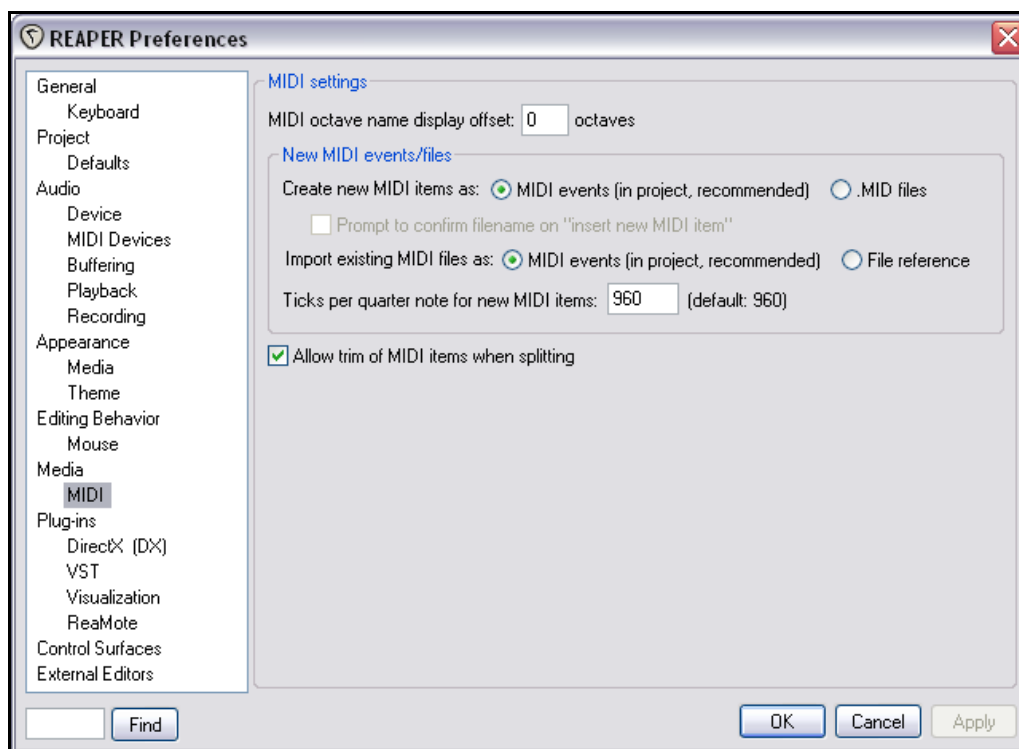 REAPER Preferences
General
Keyboard
Project
Defaults
Audio
Device
MIDI Devices
Buffering
Playback
Recording
Appearance
Media
Theme
Editing Behavior
Mouse
Media
MIDI
Plug-ins
DirectX (DX)
VST
Visualization
ReaMote
Control Surfaces
External Editors
Find
MIDI settings
MIDI octave name display offset: 0 octaves
New MIDI events/files
Create new MIDI items as: MIDI events (in project, recommended) .MID files
Prompt to confirm filename on "insert new MIDI item"
Import existing MIDI files as: MIDI events (in project, recommended) File reference
Ticks per quarter note for new MIDI items: 960 (default: 960)
Allow trim of MIDI items when splitting
OK Cancel Apply